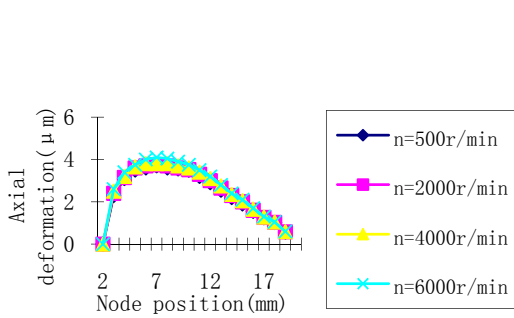 Axial
deformation(μm)
6
4
2
0
2 7 12 17
Node position(mm)
n=500r/min
n=2000r/min
n=4000r/min
n=6000r/min